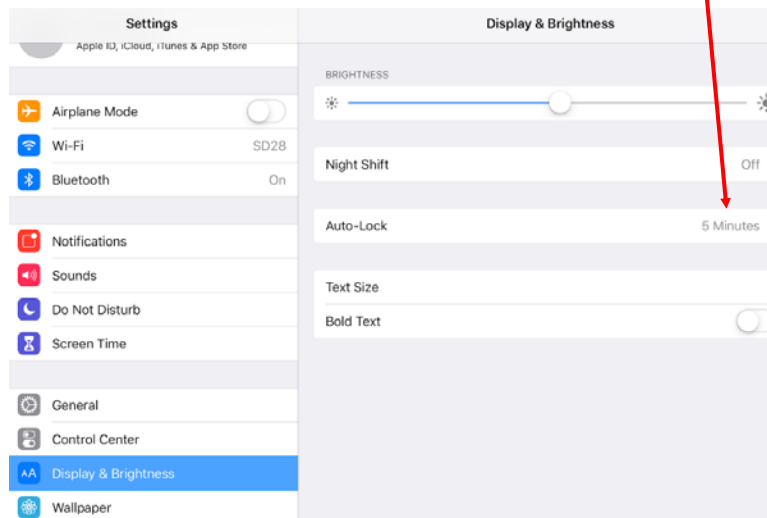 Settings
Apple ID, iCloud, iTunes & App Store
Airplane Mode
Wi-Fi SD28
Bluetooth On
Notifications
Sounds
Do Not Disturb
Screen Time
General
Control Center
AA Display & Brightness
Wallpaper
Display & Brightness
BRIGHTNESS
Night Shift Off
Auto-Lock 5 Minutes
Text Size
Bold Text